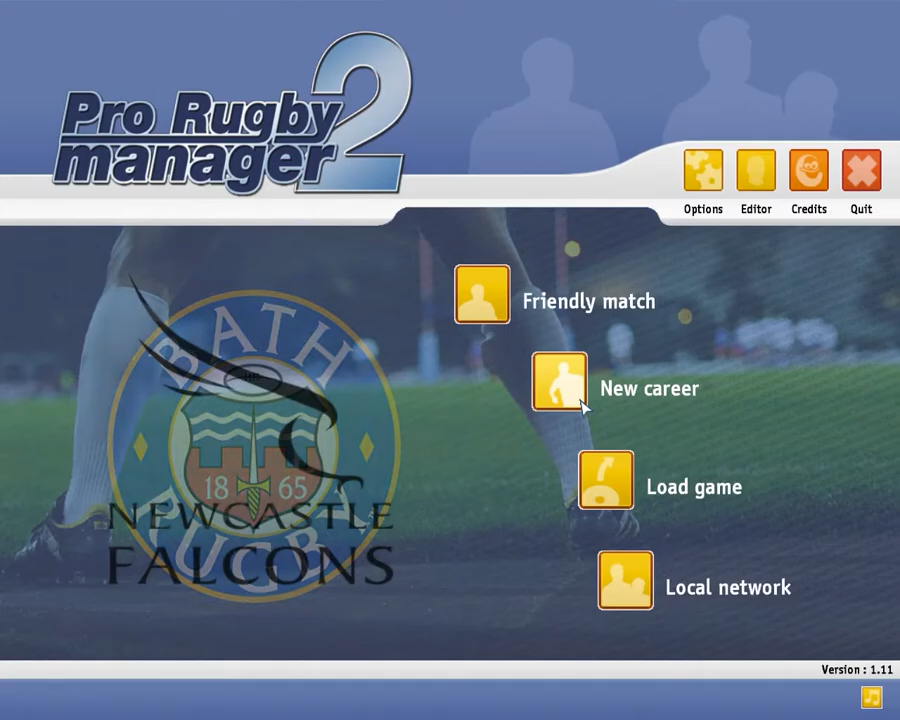 Pro Rugby
manager 2
Options
Editor
Credits
Quit
Friendly match
New career
Load game
Local network
BATH
18 65
RUGBY
NEWCASTLE
FALCONS
Version : 1.11